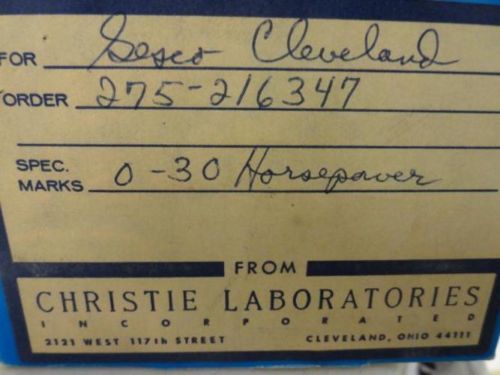 FOR Gesco Cleveland
ORDER 275-216347
SPEC. MARKS 0-30 Horsepower
FROM
CHRISTIE LABORATORIES
INCORPORATED
2121 WEST 117th STREET CLEVELAND, OHIO 44111